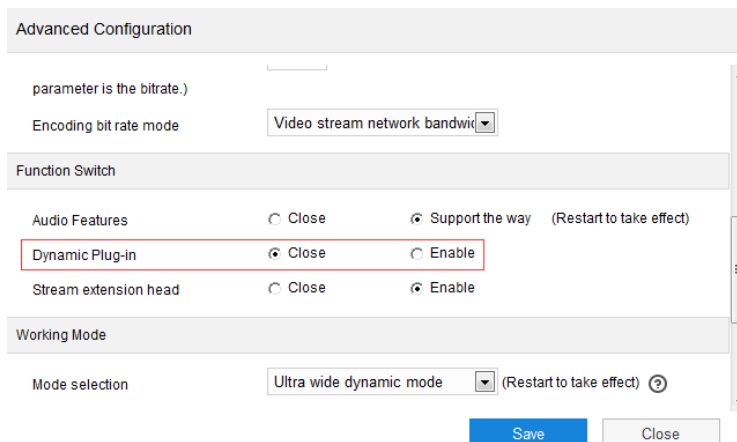 Advanced Configuration
parameter is the bitrate.)
Encoding bit rate mode Video stream network bandwic
Function Switch
Audio Features Close Support the way (Restart to take effect)
Dynamic Plug-in Close Enable
Stream extension head Close Enable
Working Mode
Mode selection Ultra wide dynamic mode (Restart to take effect) ?
Save Close